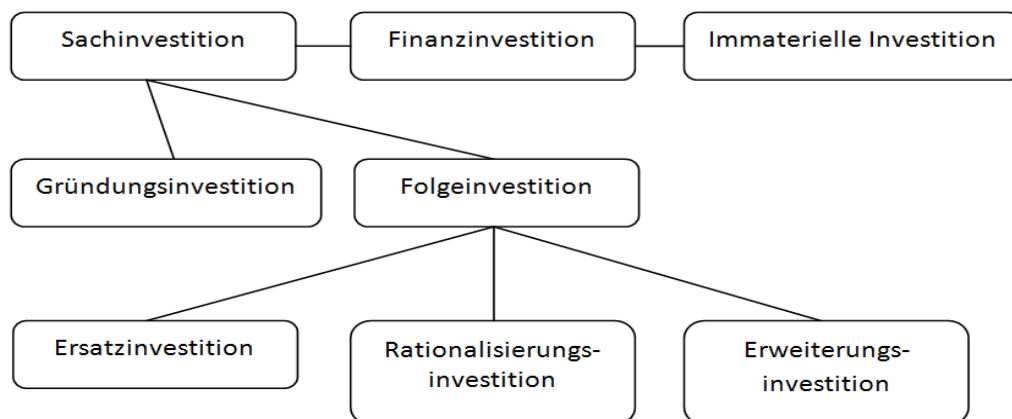 Sachinvestition
Finanzinvestition
Immaterielle Investition
Gründungsinvestition
Folgeinvestition
Ersatzinvestition
Rationalisierungs-
investition
Erweiterungs-
investition